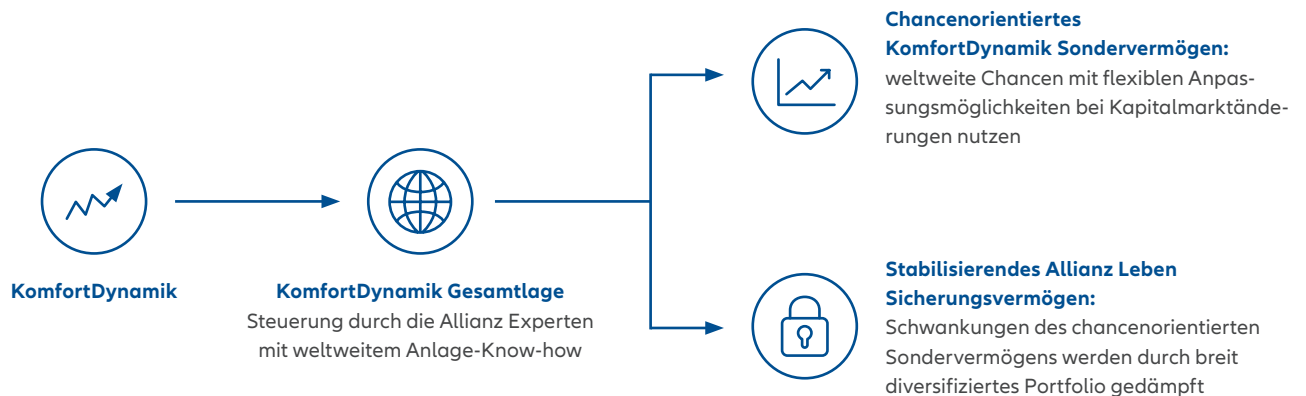 KomfortDynamik
KomfortDynamik Gesamtlage
Steuerung durch die Allianz Experten
mit weltweitem Anlage-Know-how
Chancenorientiertes
KomfortDynamik Sondervermögen:
weltweite Chancen mit flexiblen Anpas-
sungsmöglichkeiten bei Kapitalmarktände-
rungen nutzen
Stabilisierendes Allianz Leben
Sicherungsvermögen:
Schwankungen des chancenorientierten
Sondervermögens werden durch breit
diversifiziertes Portfolio gedämpft